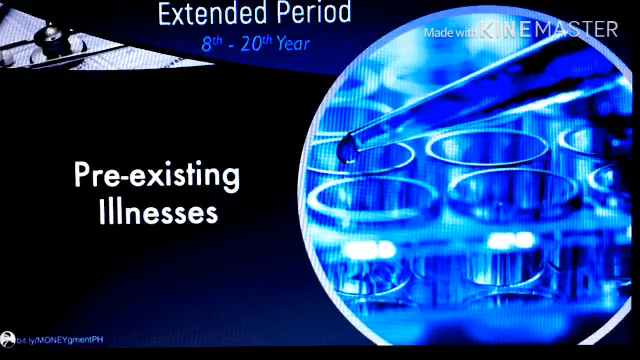 Extended Period
8th - 20th Year
Made with KINEMASTER
Pre-existing
Illnesses
bit.ly/MONEYgmentPH